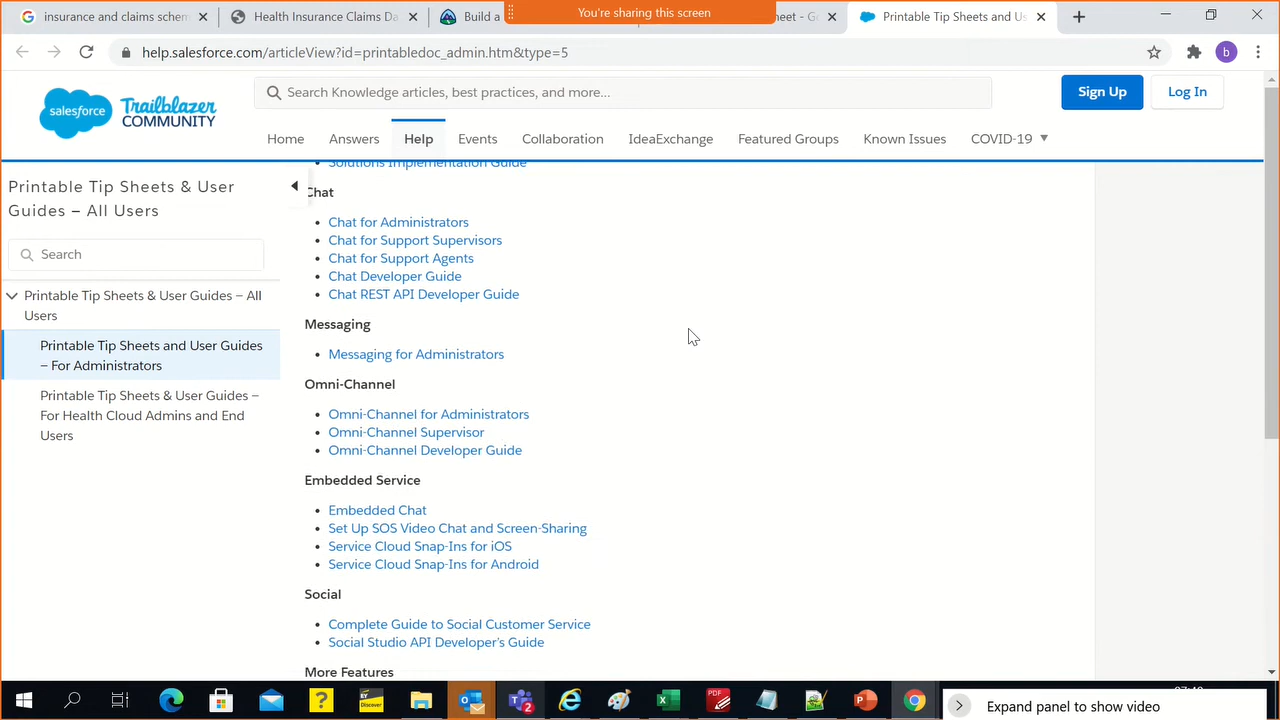 insurance and claims schem
Health Insurance Claims Da
Build a
You're sharing this screen
Printable Tip Sheets and Us
help.salesforce.com/articleView?id=printabledoc_admin.htm&type=5
b
salesforce
Trailblazer
COMMUNITY
Search Knowledge articles, best practices, and more...
Sign Up
Log In
Home
Answers
Help
Events
Collaboration
IdeaExchange
Featured Groups
Known Issues
COVID-19
Printable Tip Sheets & User
Guides – All Users
Search
Printable Tip Sheets & User Guides – All
Users
Printable Tip Sheets and User Guides
– For Administrators
Printable Tip Sheets & User Guides –
For Health Cloud Admins and End
Users
Solutions Implementation Guide
Chat
Chat for Administrators
Chat for Support Supervisors
Chat for Support Agents
Chat Developer Guide
Chat REST API Developer Guide
Messaging
Messaging for Administrators
Omni-Channel
Omni-Channel for Administrators
Omni-Channel Supervisor
Omni-Channel Developer Guide
Embedded Service
Embedded Chat
Set Up SOS Video Chat and Screen-Sharing
Service Cloud Snap-Ins for iOS
Service Cloud Snap-Ins for Android
Social
Complete Guide to Social Customer Service
Social Studio API Developer's Guide
More Features
EY
Discover
2
PDF
Expand panel to show video